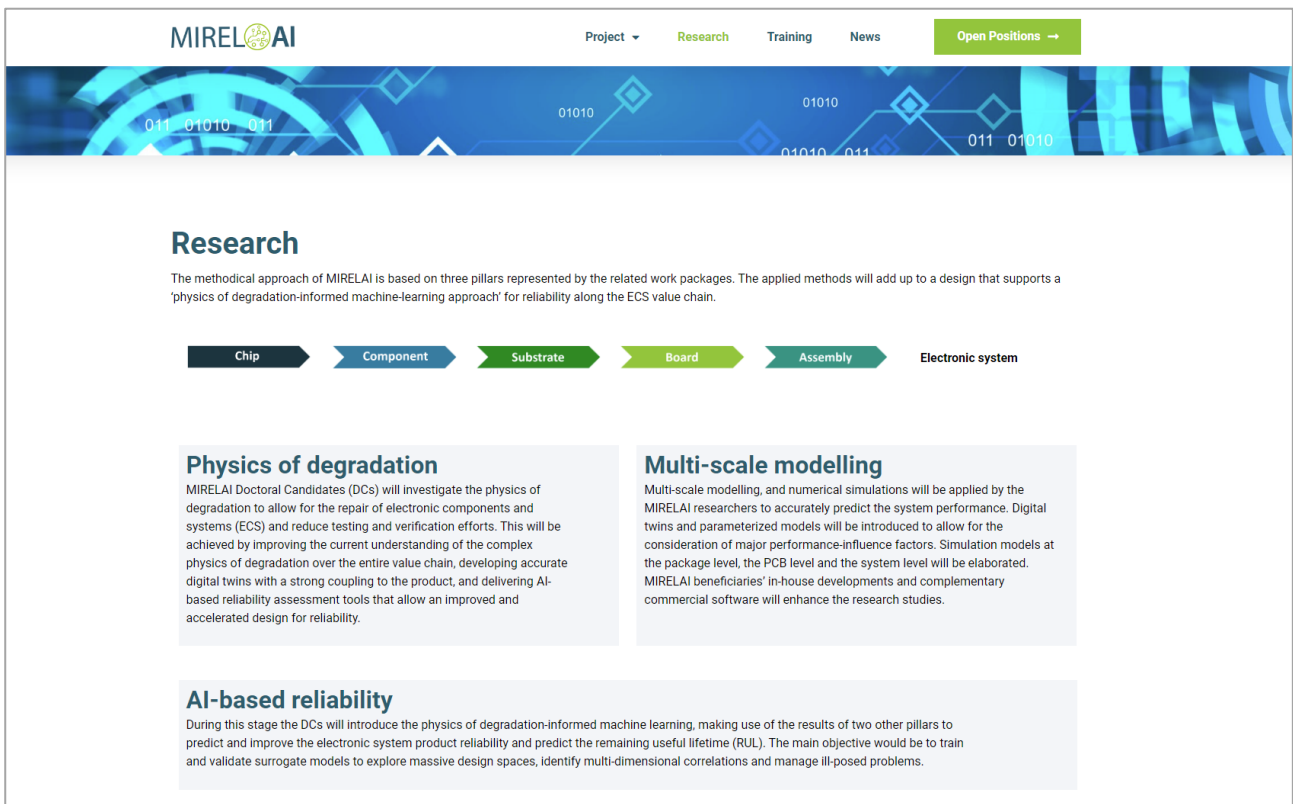 MIREL AI
Project Research Training News Open Positions →
01010
01010
011 01010 011
011 01010
01010 011
Research
The methodical approach of MIRELAI is based on three pillars represented by the related work packages. The applied methods will add up to a design that supports a
‘physics of degradation-informed machine-learning approach’ for reliability along the ECS value chain.
Chip Component Substrate Board Assembly Electronic system
Physics of degradation
MIRELAI Doctoral Candidates (DCs) will investigate the physics of
degradation to allow for the repair of electronic components and
systems (ECS) and reduce testing and verification efforts. This will be
achieved by improving the current understanding of the complex
physics of degradation over the entire value chain, developing accurate
digital twins with a strong coupling to the product, and delivering AI-
based reliability assessment tools that allow an improved and
accelerated design for reliability.
Multi-scale modelling
Multi-scale modelling, and numerical simulations will be applied by the
MIRELAI researchers to accurately predict the system performance. Digital
twins and parameterized models will be introduced to allow for the
consideration of major performance-influence factors. Simulation models at
the package level, the PCB level and the system level will be elaborated.
MIRELAI beneficiaries’ in-house developments and complementary
commercial software will enhance the research studies.
AI-based reliability
During this stage the DCs will introduce the physics of degradation-informed machine learning, making use of the results of two other pillars to
predict and improve the electronic system product reliability and predict the remaining useful lifetime (RUL). The main objective would be to train
and validate surrogate models to explore massive design spaces, identify multi-dimensional correlations and manage ill-posed problems.